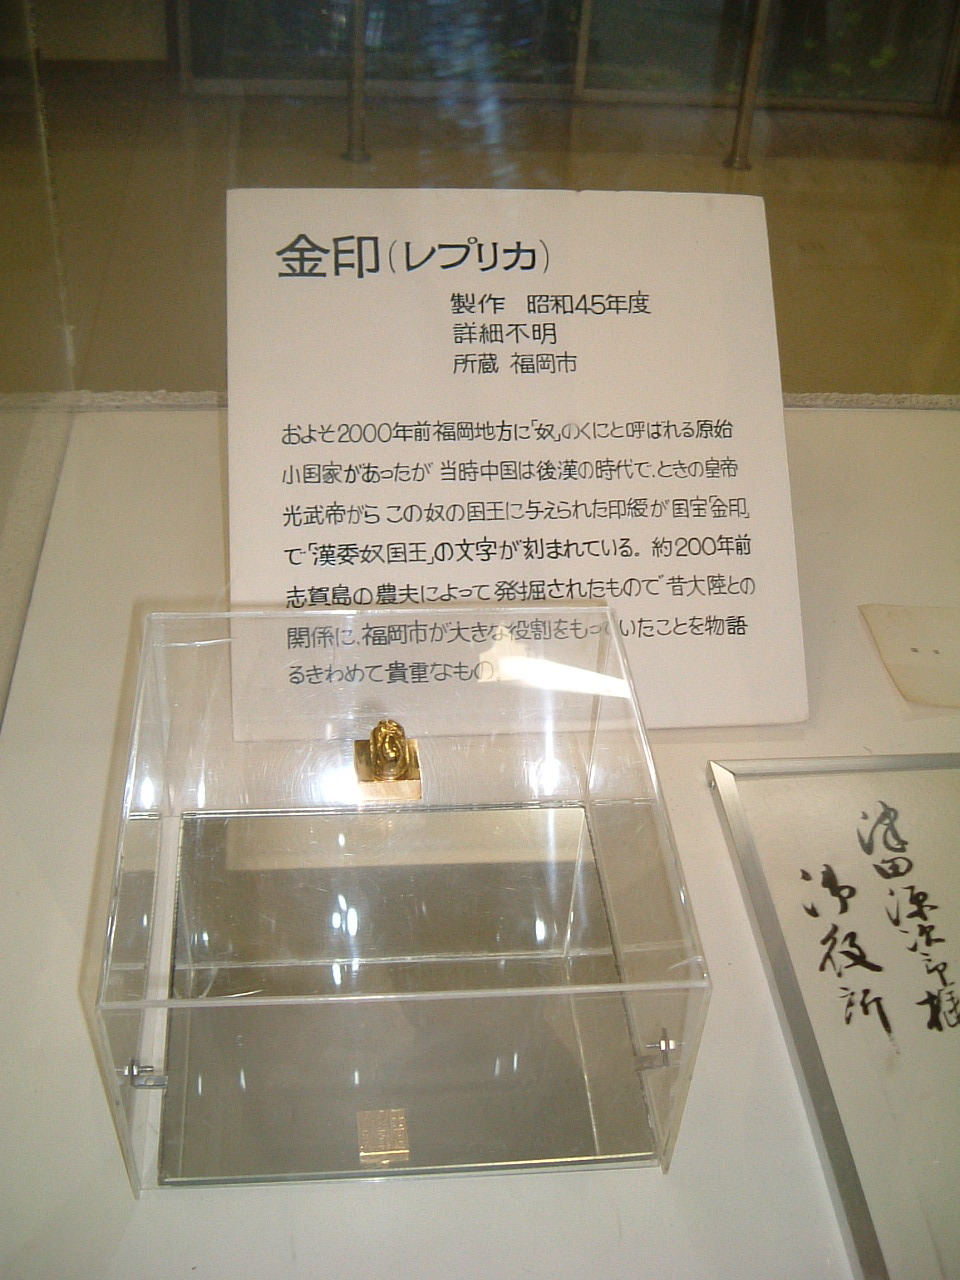 金印(レプリカ)
製作 昭和45年度
詳細不明
所蔵 福岡市
およそ2000年前福岡地方に「奴」のくにと呼ばれる原始
小国家があったが 当時中国は後漢の時代で、ときの皇帝
光武帝から この奴の国王に与えられた印綬が国宝「金印」
で「漢委奴国王」の文字が刻まれている。約200年前
志賀島の農夫によって発掘されたもので昔大陸との
関係に、福岡市が大きな役割をもっていたことを物語
るきわめて貴重なもの。
津田源次郎
御役所